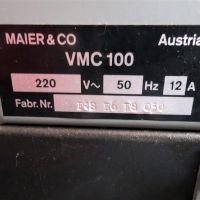 MAIER & CO Austria
VMC 100
220 V~ 50 Hz 12 A
Fabr. Nr.